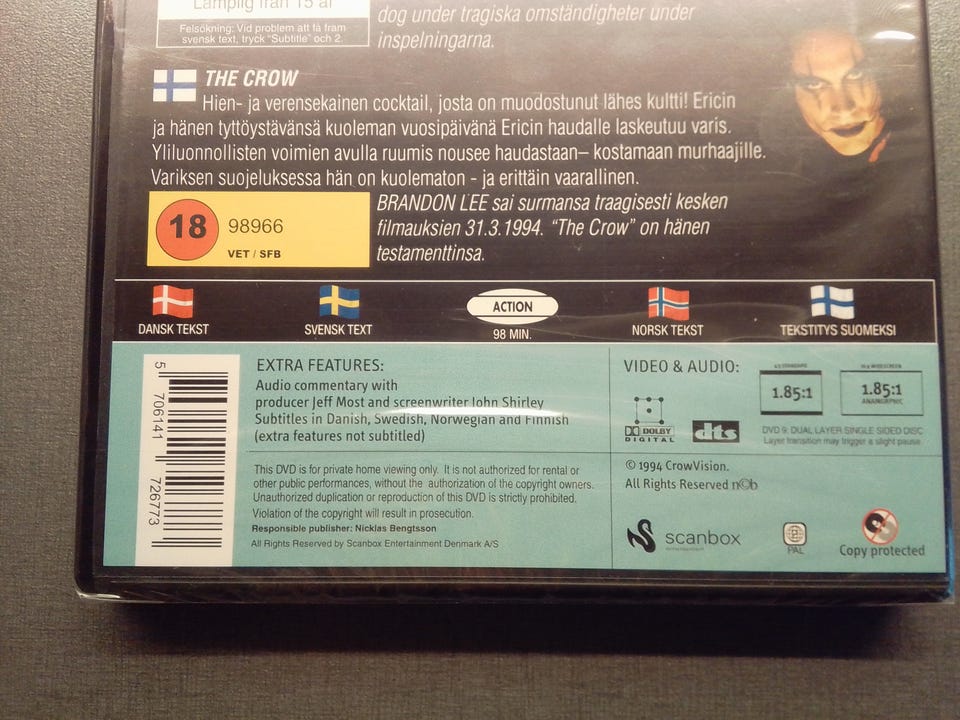 Lämplig från 15 år
Felsökning: Vid problem att få fram
svensk text, tryck "Subtitle" och 2.
dog under tragiska omständigheter under
inspelningarna.
THE CROW
Hien- ja verensekainen cocktail, josta on muodostunut lähes kultti! Ericin
ja hänen tyttöystävänsä kuoleman vuosipäivänä Ericin haudalle laskeutuu varis.
Yliluonnollisten voimien avulla ruumis nousee haudastaan– kostamaan murhaajille.
Variksen suojeluksessa hän on kuolematon - ja erittäin vaarallinen.
BRANDON LEE sai surmansa traagisesti kesken
filmauksien 31.3.1994. "The Crow" on hänen
testamenttinsa.
18 98966
VET / SFB
DANSK TEKST
SVENSK TEXT
ACTION
98 MIN.
NORSK TEKST
TEKSTITYS SUOMEKSI
5 706141 726773
EXTRA FEATURES:
Audio commentary with
producer Jeff Most and screenwriter John Shirley
Subtitles in Danish, Swedish, Norwegian and Finnish
(extra features not subtitled)
This DVD is for private home viewing only. It is not authorized for rental or
other public performances, without the authorization of the copyright owners.
Unauthorized duplication or reproduction of this DVD is strictly prohibited.
Violation of the copyright will result in prosecution.
Responsible publisher: Nicklas Bengtsson
All Rights Reserved by Scanbox Entertainment Denmark A/S
VIDEO & AUDIO:
DOLBY
DIGITAL
dts
4:3 STANDARD
1.85:1
16:9 WIDESCREEN
1.85:1
ANAMORPHIC
DVD 9: DUAL LAYER SINGLE SIDED DISC
Layer transition may trigger a slight pause
© 1994 CrowVision.
All Rights Reserved n©b
scanbox
PAL
Copy protected